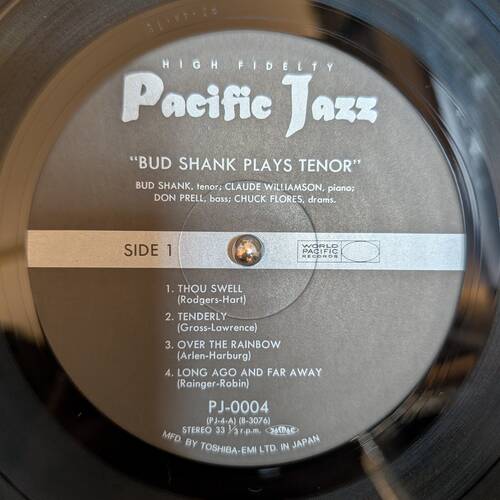 HIGH FIDELTY
Pacific Jazz
"BUD SHANK PLAYS TENOR"
BUD SHANK, tenor; CLAUDE WILLIAMSON, piano;
DON PRELL, bass; CHUCK FLORES, drams.
SIDE 1
WORLD
PACIFIC
RECORDS
1. THOU SWELL
(Rodgers-Hart)
2. TENDERLY
(Gross-Lawrence)
3. OVER THE RAINBOW
(Arlen-Harburg)
4. LONG AGO AND FAR AWAY
(Rainger-Robin)
PJ-0004
(PJ-4-A) (B-3076)
STEREO 33 1/3 r.p.m.
MFD. BY TOSHIBA-EMI LTD. IN JAPAN